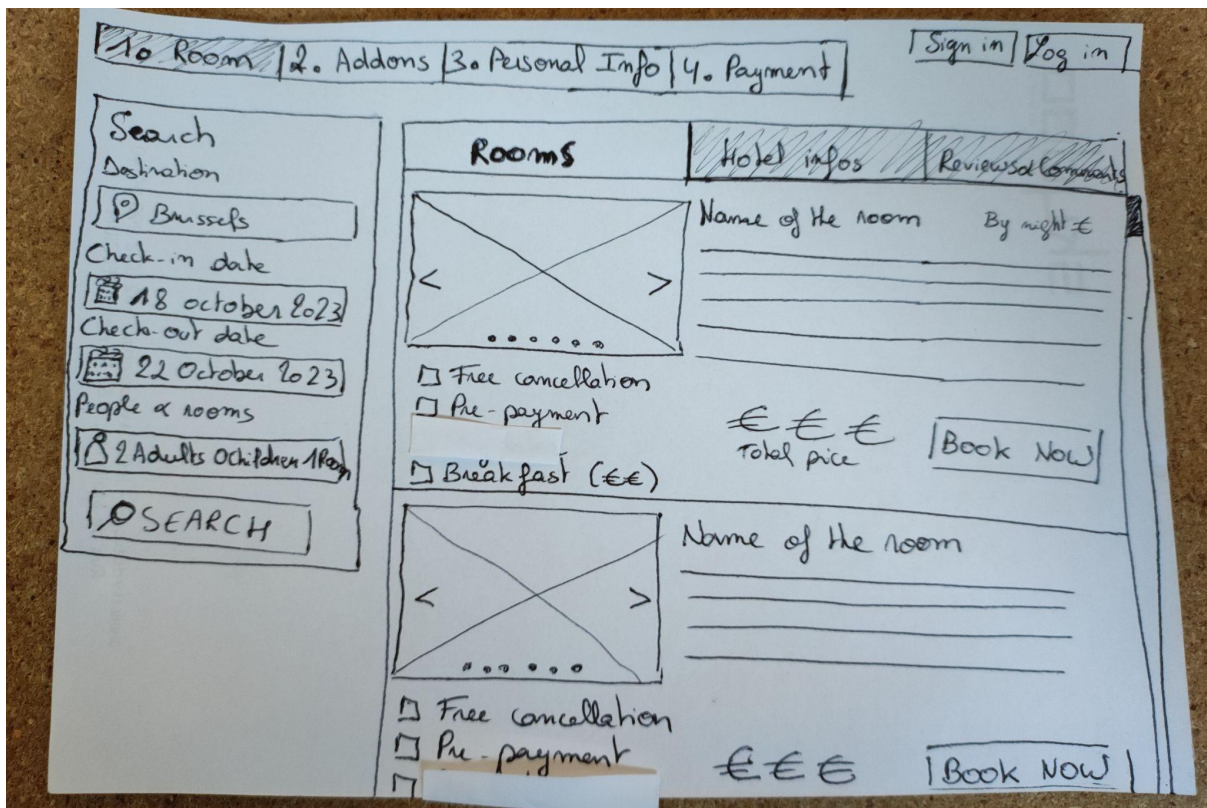 1. Room 2. Addons 3. Personal Info 4. Payment
Sign in Log in
Search
Destination
Brussels
Check-in date
18 october 2023
Check-out date
22 October 2023
People & rooms
2 Adults 0 children 1 Room
SEARCH
Rooms Hotel infos Reviews & Comments
Name of the room By night €
< >
Free cancellation
Pre-payment
Breakfast (€€)
€ € €
Total price
Book Now
Name of the room
< >
Free cancellation
Pre-payment
€ € €
Book Now